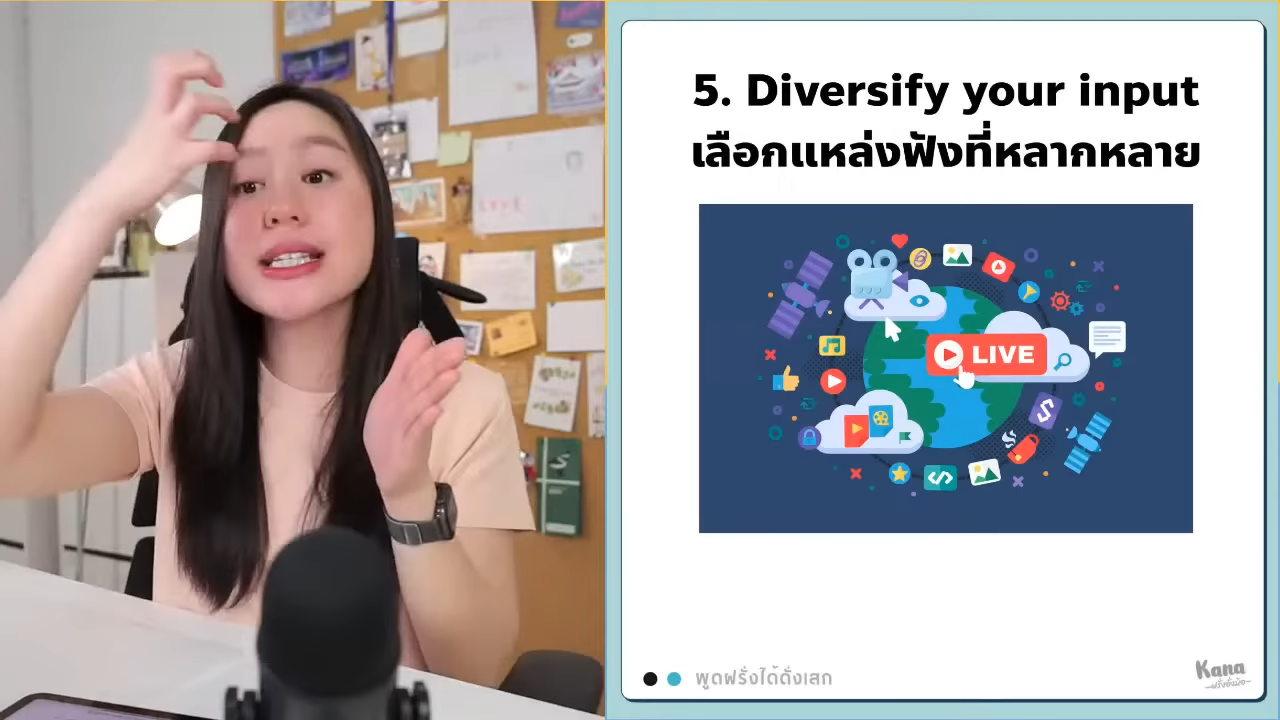 5. Diversify your input
เลือกแหล่งฟังที่หลากหลาย
LIVE
พูดฝรั่งได้ดั่งเสก
Kana